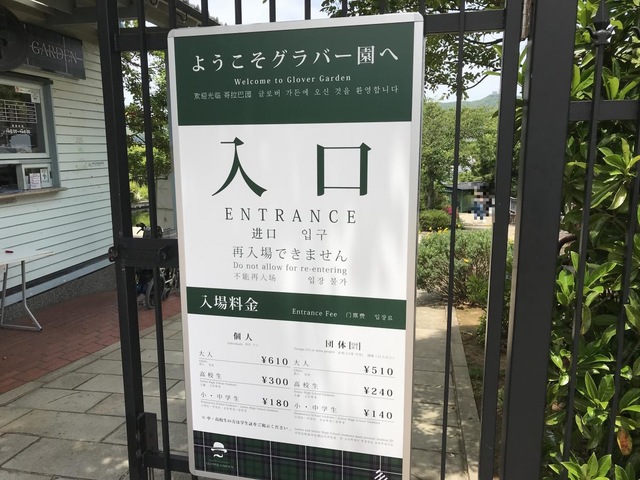 GARDEN
ようこそグラバー園へ
Welcome to Glover Garden
欢迎光临 哥拉巴园 글로버 가든에 오신 것을 환영합니다
入口
ENTRANCE
进口 입구
再入場できません
Do not allow for re-entering
不能再入场 입장 불가
入場料金 Entrance Fee 门票费 입장료
個人
大人 ¥610
高校生 ¥300
小・中学生 ¥180
団体
大人 ¥510
高校生 ¥240
小・中学生 ¥140